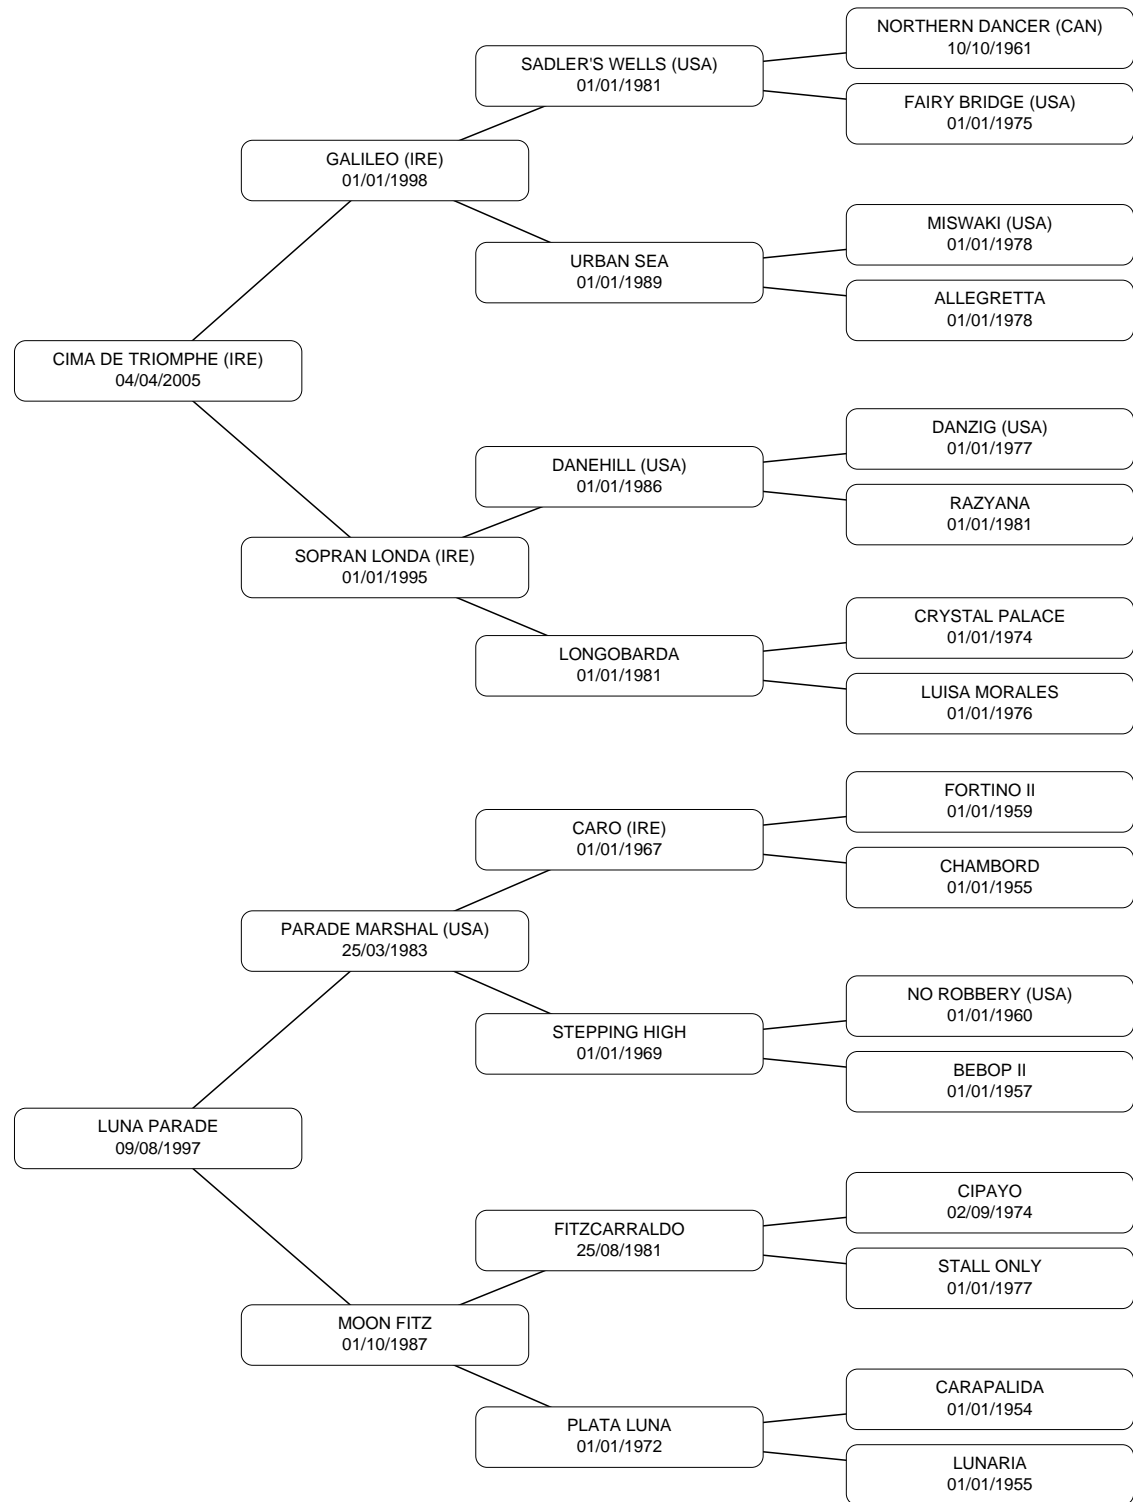 NORTHERN DANCER (CAN)
10/10/1961
SADLER'S WELLS (USA)
01/01/1981
FAIRY BRIDGE (USA)
01/01/1975
GALILEO (IRE)
01/01/1998
MISWAKI (USA)
01/01/1978
URBAN SEA
01/01/1989
ALLEGRETTA
01/01/1978
CIMA DE TRIOMPHE (IRE)
04/04/2005
DANZIG (USA)
01/01/1977
DANEHILL (USA)
01/01/1986
RAZYANA
01/01/1981
SOPRAN LONDA (IRE)
01/01/1995
CRYSTAL PALACE
01/01/1974
LONGOBARDA
01/01/1981
LUISA MORALES
01/01/1976
FORTINO II
01/01/1959
CARO (IRE)
01/01/1967
CHAMBORD
01/01/1955
PARADE MARSHAL (USA)
25/03/1983
NO ROBBERY (USA)
01/01/1960
STEPPING HIGH
01/01/1969
BEBOP II
01/01/1957
LUNA PARADE
09/08/1997
CIPAYO
02/09/1974
FITZCARRALDO
25/08/1981
STALL ONLY
01/01/1977
MOON FITZ
01/10/1987
CARAPALIDA
01/01/1954
PLATA LUNA
01/01/1972
LUNARIA
01/01/1955